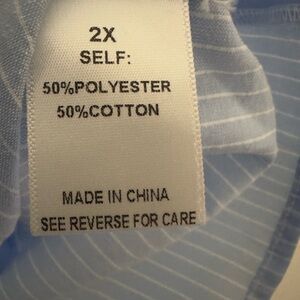 2X
SELF:
50%POLYESTER
50%COTTON
MADE IN CHINA
SEE REVERSE FOR CARE